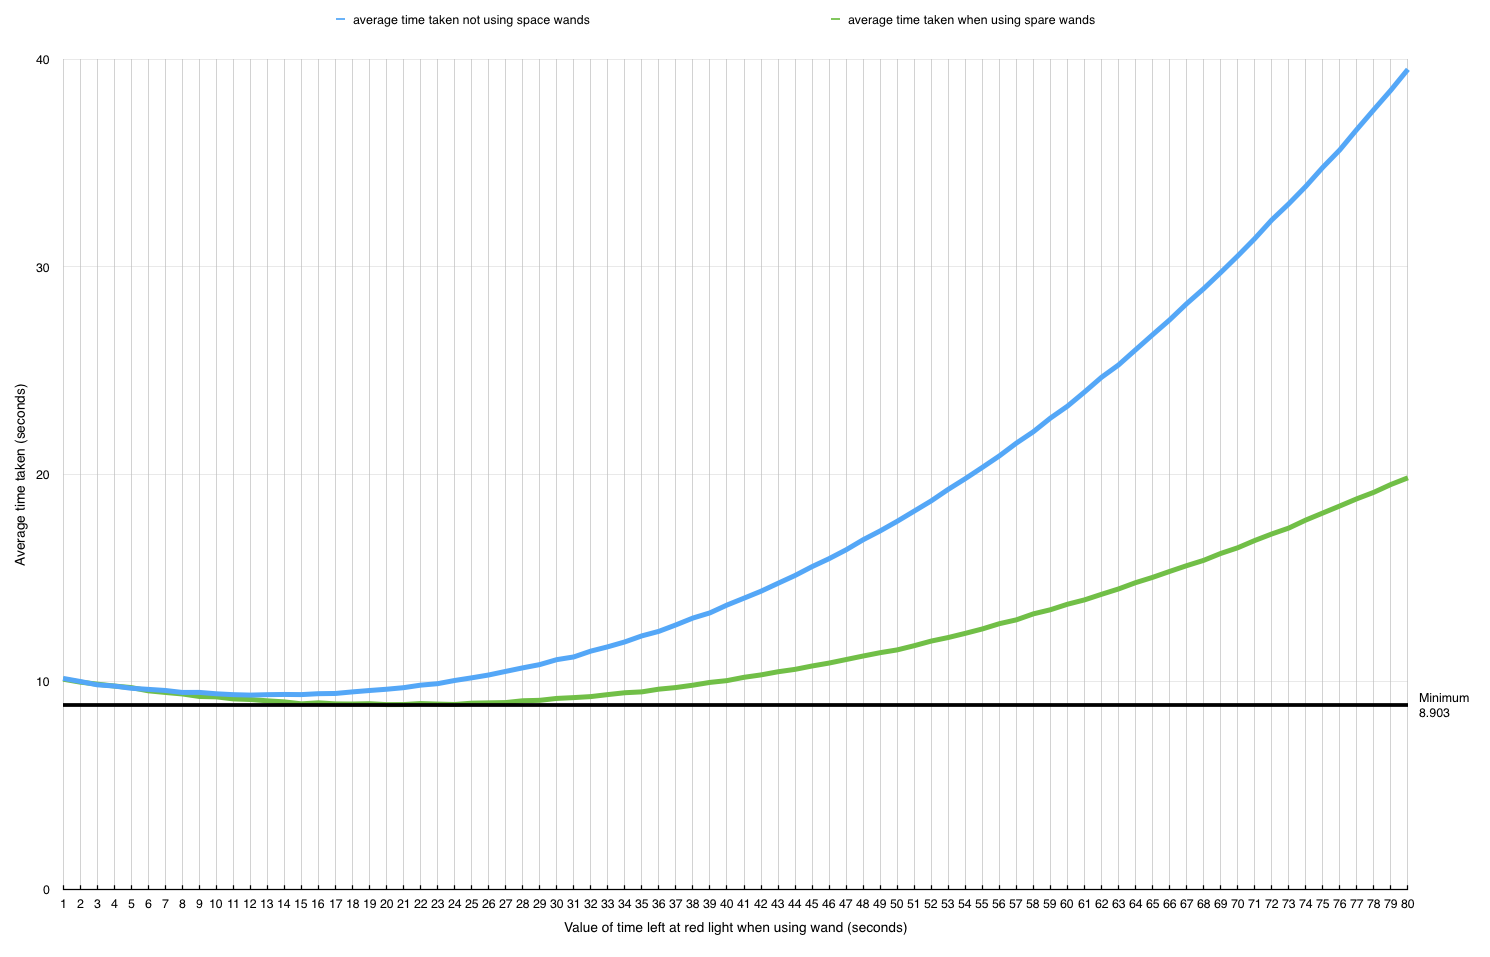 average time taken not using space wands
average time taken when using spare wands
40
30
20
10
0
Average time taken (seconds)
Minimum
8.903
1 2 3 4 5 6 7 8 9 10 11 12 13 14 15 16 17 18 19 20 21 22 23 24 25 26 27 28 29 30 31 32 33 34 35 36 37 38 39 40 41 42 43 44 45 46 47 48 49 50 51 52 53 54 55 56 57 58 59 60 61 62 63 64 65 66 67 68 69 70 71 72 73 74 75 76 77 78 79 80
Value of time left at red light when using wand (seconds)